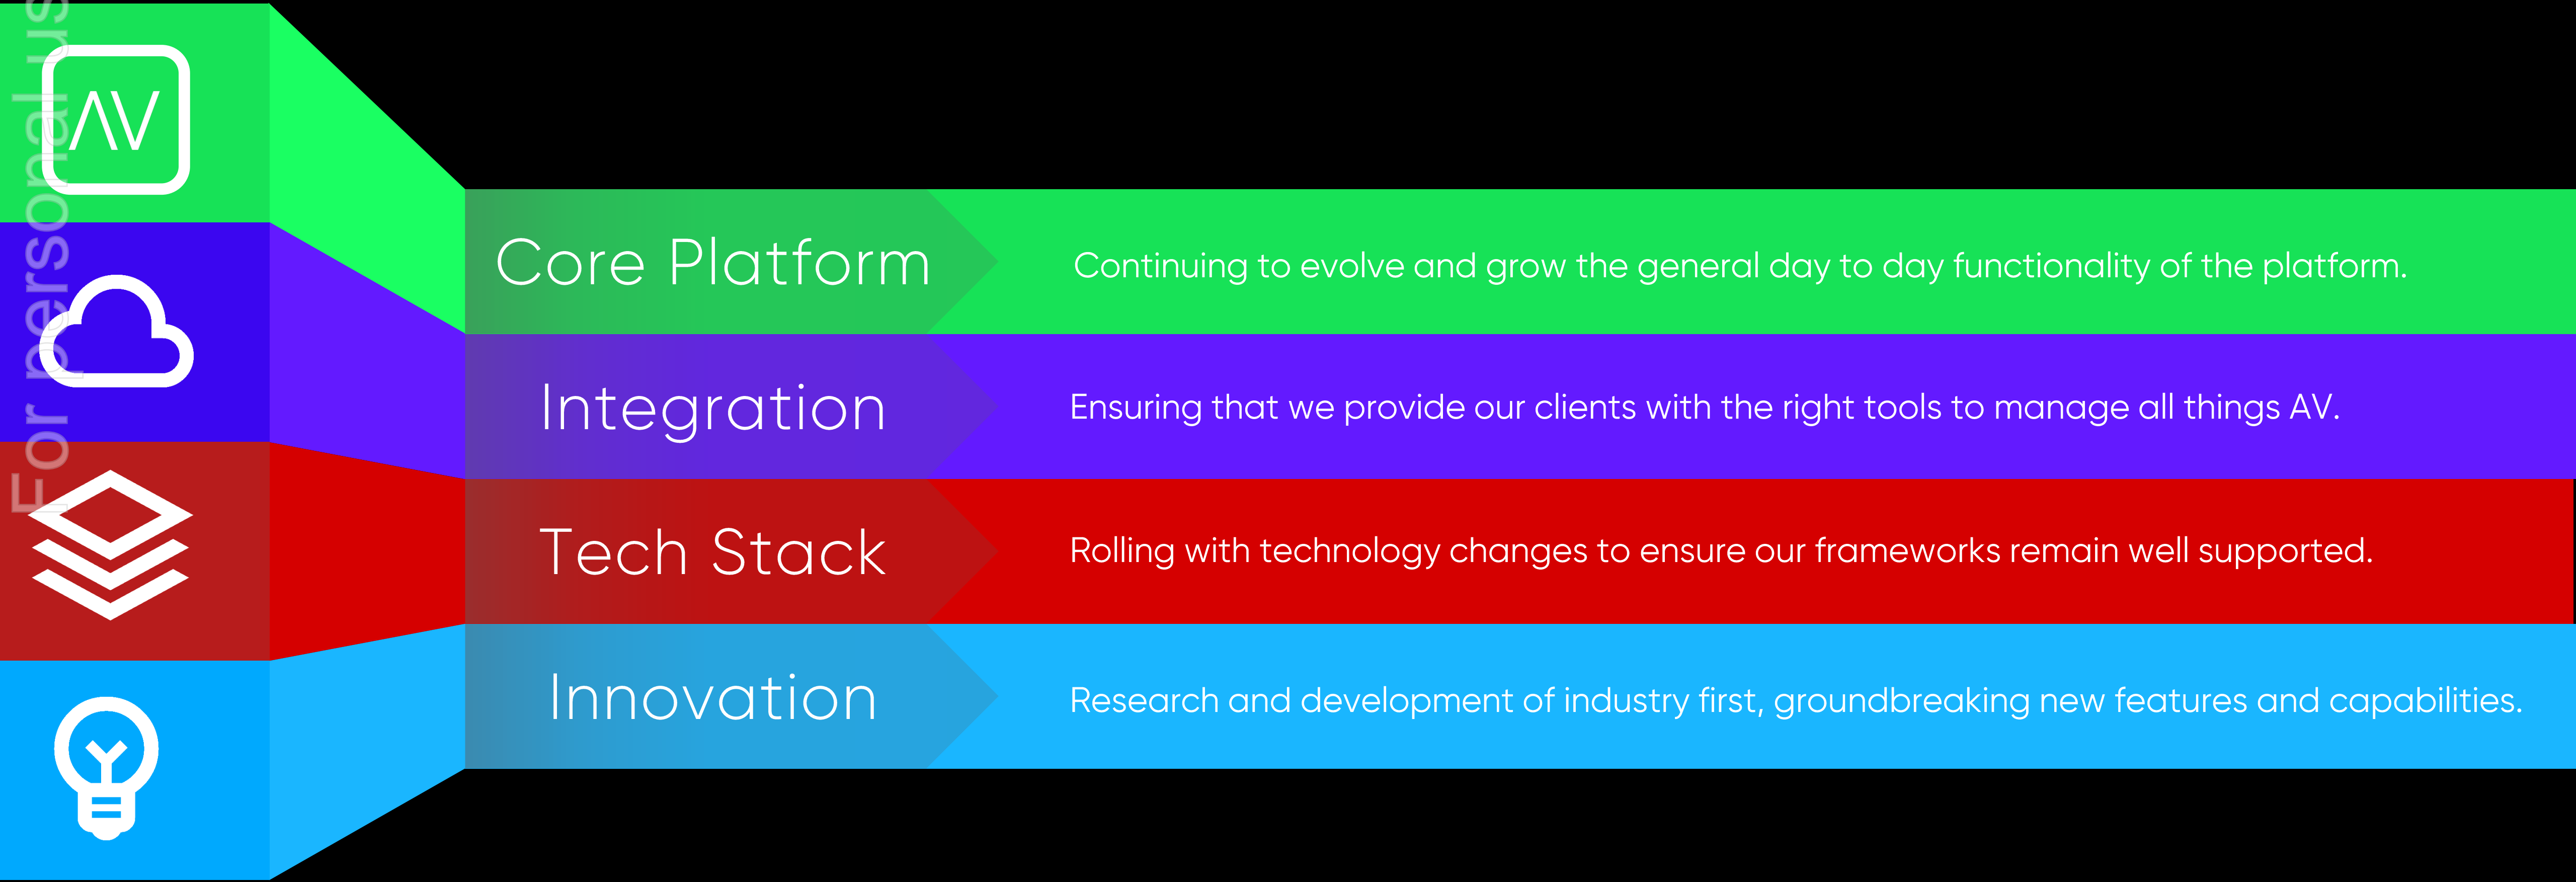 For personal us
AV
Core Platform
Continuing to evolve and grow the general day to day functionality of the platform.
Integration
Ensuring that we provide our clients with the right tools to manage all things AV.
Tech Stack
Rolling with technology changes to ensure our frameworks remain well supported.
Innovation
Research and development of industry first, groundbreaking new features and capabilities.